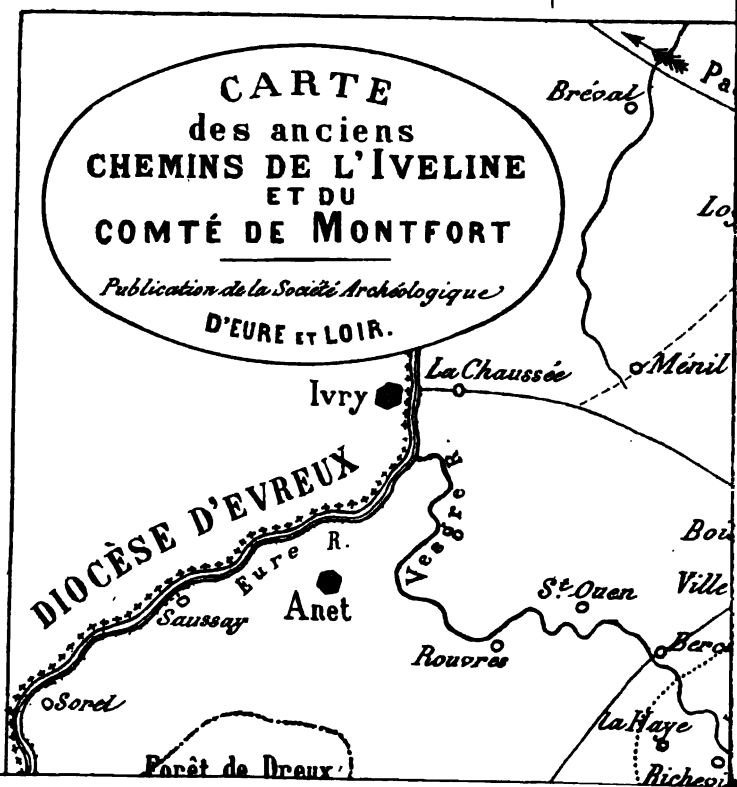 CARTE
des anciens
CHEMINS DE L'IVELINE
ET DU
COMTÉ DE MONTFORT
Publication de la Société Archéologique
D'EURE ET LOIR.
Bréval
La Chaussée
Ménil
Ivry
DIOCÈSE D'EVREUX
Eure R.
Vesgre R.
Anet
Saussay
St. Ouen
Ville
Rouvres
Sorel
la Haye
Forêt de Dreux